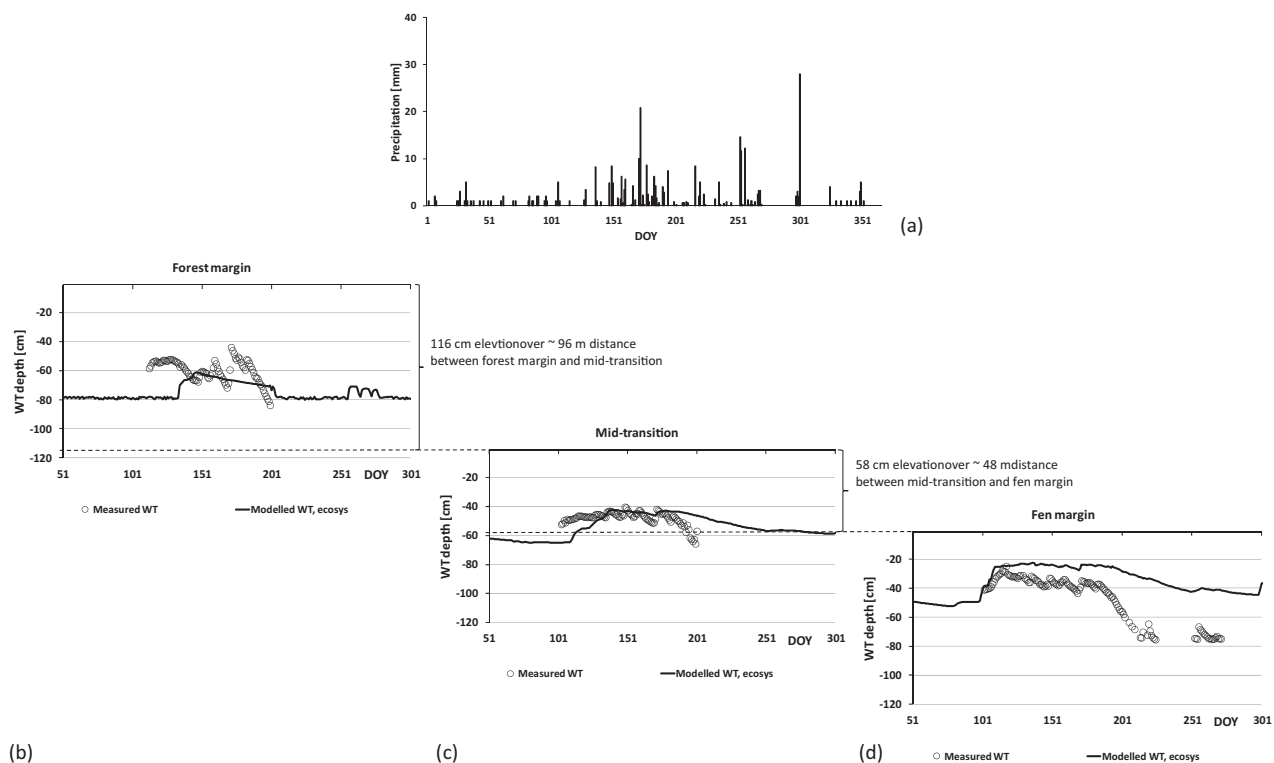 40
30
20
10
0
Precipitation [mm]
1 51 101 151 201 251 301 351
DOY
(a)
Forest margin
-20
-40
-60
-80
-100
-120
WT depth [cm]
51 101 151 201 251 DOY 301
Measured WT Modelled WT, ecosys
116 cm elevtionover ~ 96 m distance
between forest margin and mid-transition
Mid-transition
-20
-40
-60
-80
-100
-120
WT depth [cm]
51 101 151 201 251 DOY 301
Measured WT Modelled WT, ecosys
58 cm elevationover ~ 48 mdistance
between mid-transition and fen margin
Fen margin
-20
-40
-60
-80
-100
-120
WT depth [cm]
51 101 151 201 251 DOY 301
Measured WT Modelled WT, ecosys
(b)
(c)
(d)